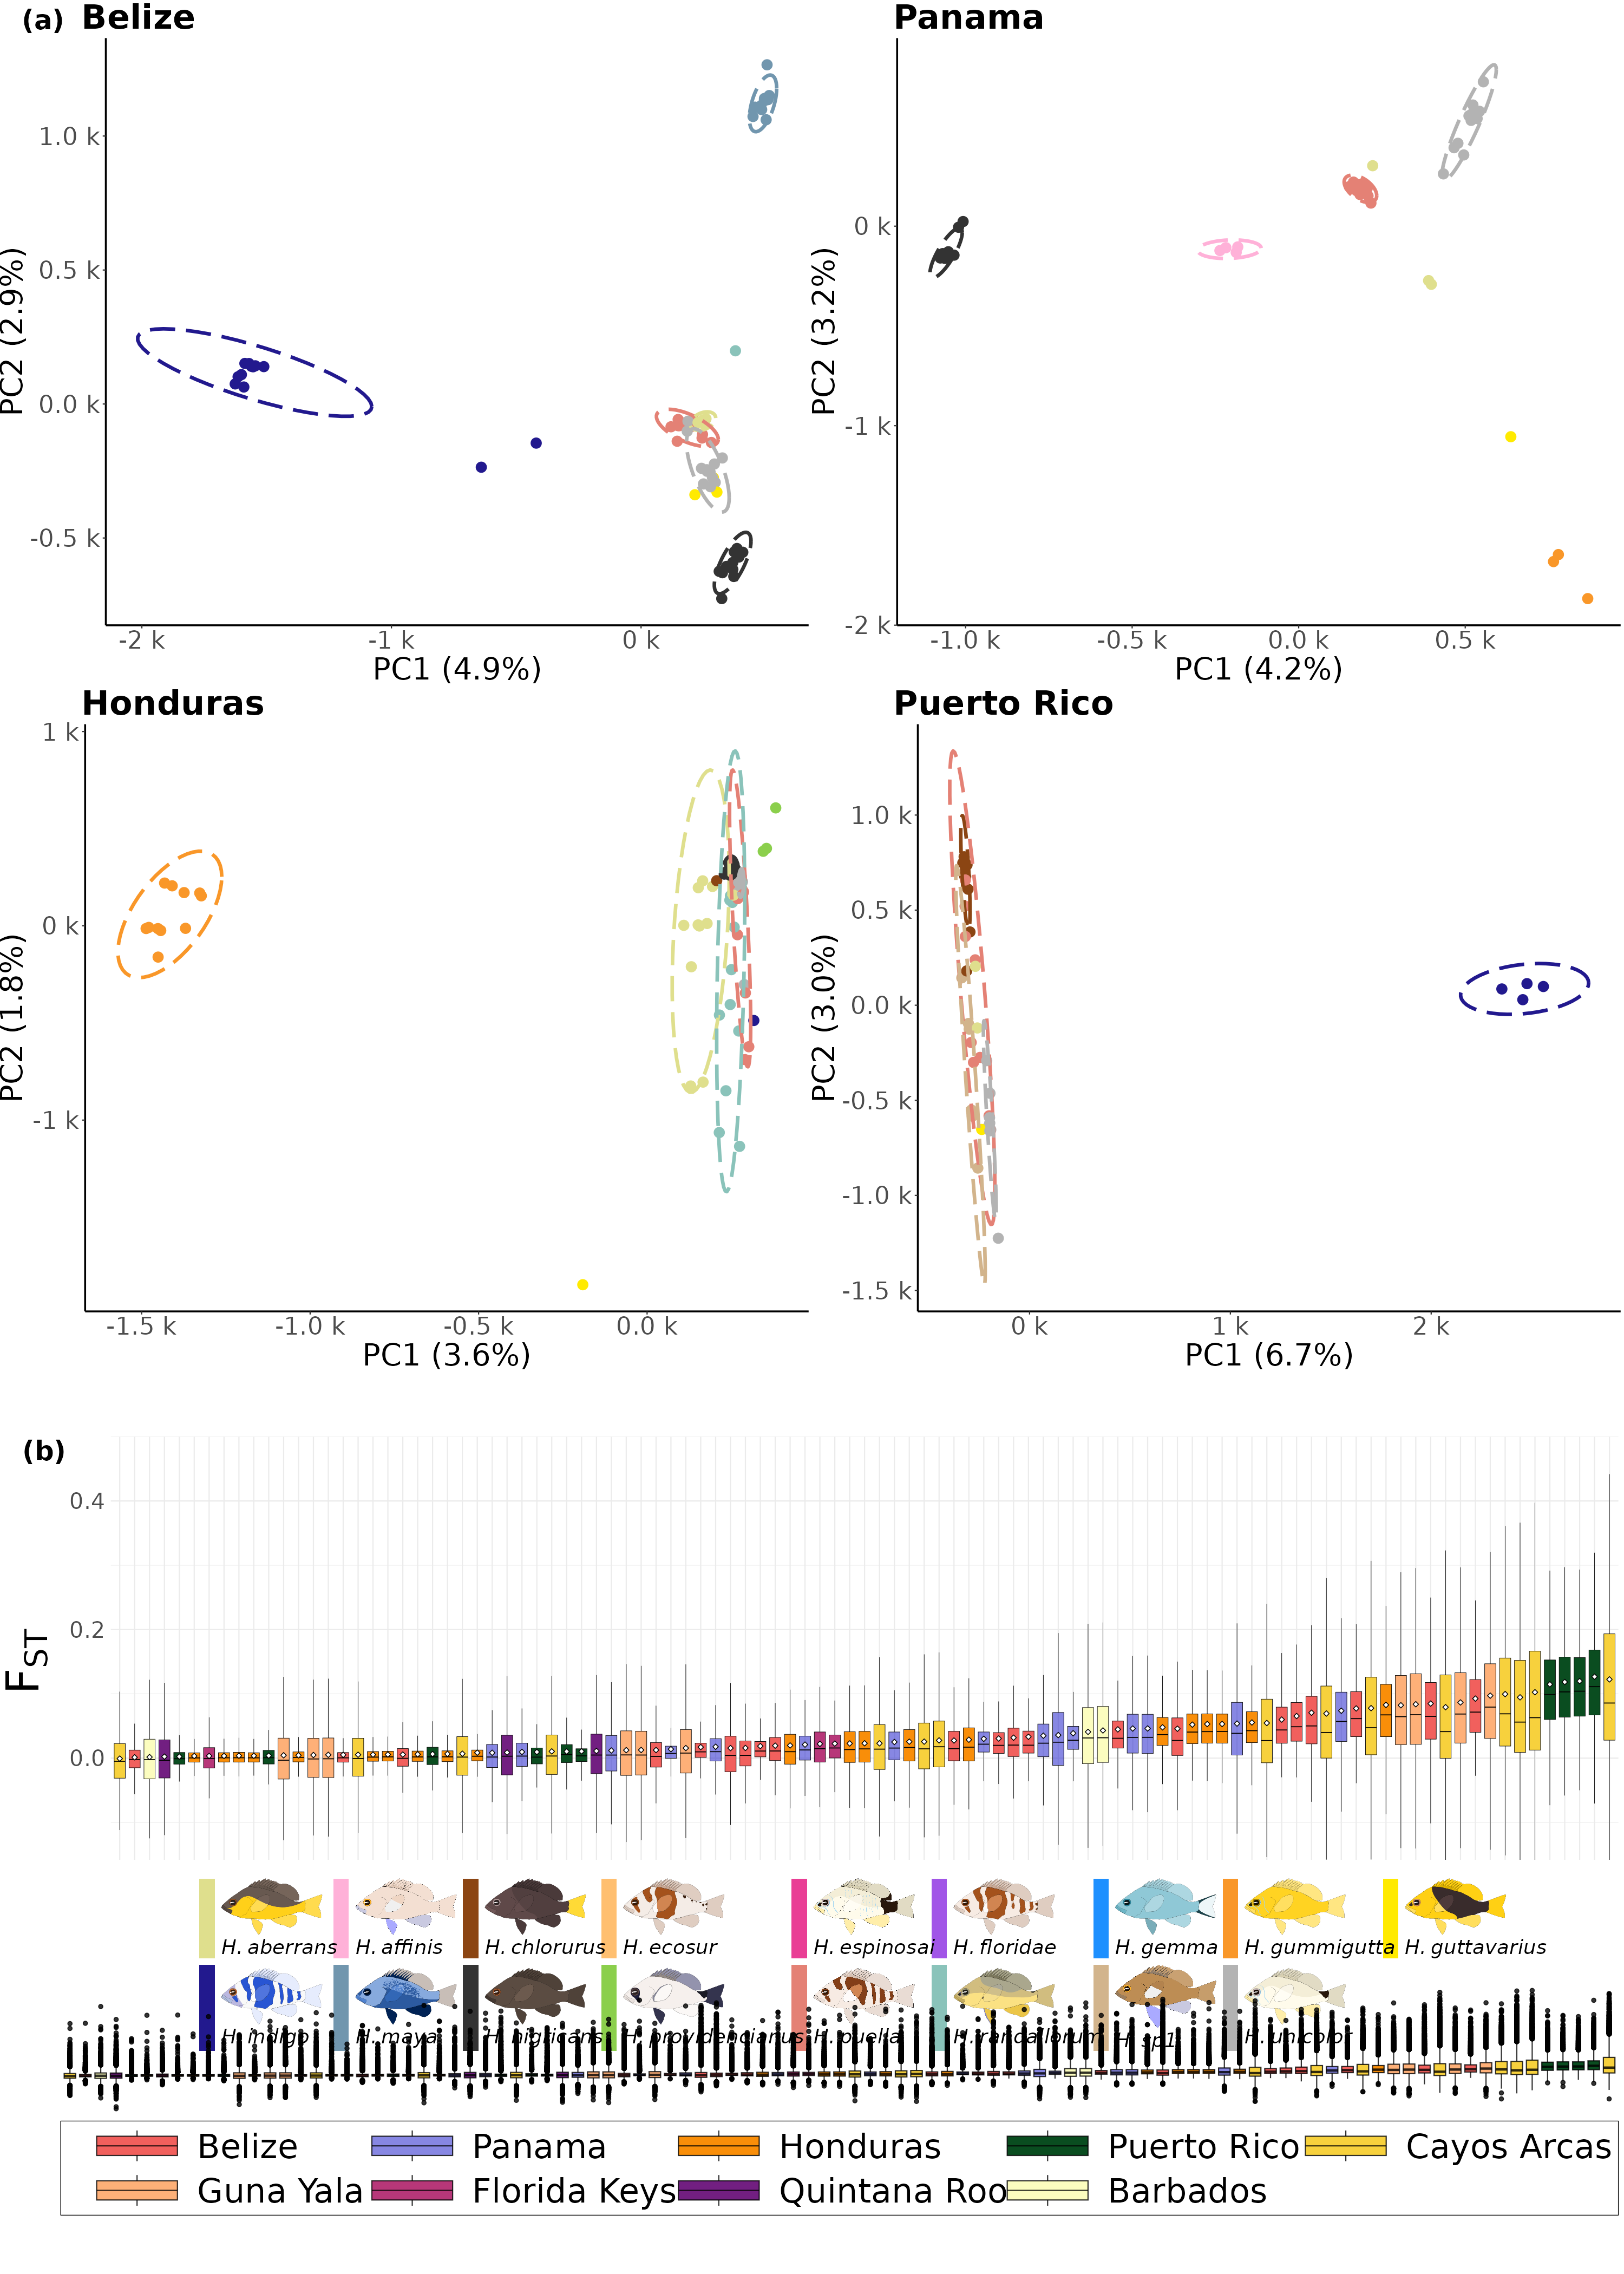 (a) Belize
Panama
1.0 k
0.5 k
0.0 k
-0.5 k
PC2 (2.9%)
-2 k -1 k 0 k
PC1 (4.9%)
0 k
-1 k
-2 k
PC2 (3.2%)
-1.0 k -0.5 k 0.0 k 0.5 k
PC1 (4.2%)
Honduras
Puerto Rico
1 k
0 k
-1 k
PC2 (1.8%)
-1.5 k -1.0 k -0.5 k 0.0 k
PC1 (3.6%)
1.0 k
0.5 k
0.0 k
-0.5 k
-1.0 k
-1.5 k
PC2 (3.0%)
0 k 1 k 2 k
PC1 (6.7%)
(b)
0.4
0.2
0.0
FST
H. aberrans H. affinis H. chlorurus H. ecosur H. espinosai H. floridae H. gemma H. gummigutta H. guttavarius
H. indigo H. maya H. nigricans H. providencianus H. puella H. randallorum H. sp1 H. unicolor
Belize Panama Honduras Puerto Rico Cayos Arcas
Guna Yala Florida Keys Quintana Roo Barbados